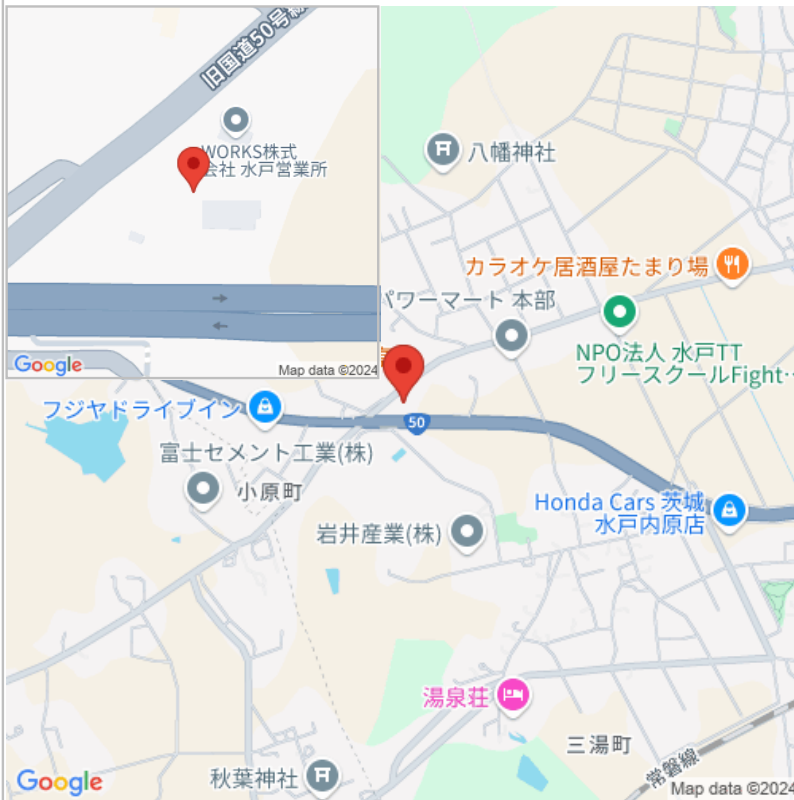 旧国道50号線
WORKS株式
会社 水戸営業所
Google
Map data ©2024
八幡神社
カラオケ居酒屋たまり場
パワーマート 本部
NPO法人 水戸TT
フリースクールFight…
フジヤドライブイン
50
富士セメント工業(株)
小原町
Honda Cars 茨城
水戸内原店
岩井産業(株)
湯泉荘
三湯町
常磐線
秋葉神社
Google
Map data ©2024